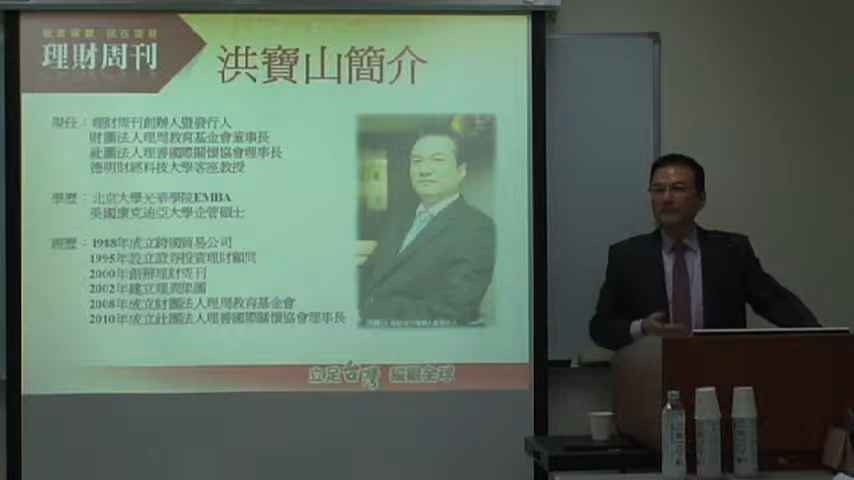 理財周刊
洪寶山簡介
現任：理財周刊創辦人暨發行人
財團法人理周教育基金會董事長
社團法人理善國際關懷協會理事長
德明財經科技大學客座教授
學歷：北京大學光華學院EMBA
美國康克迪亞大學企管碩士
經歷：1988年成立跨國貿易公司
1995年設立證券投資理財顧問
2000年創辦理財周刊
2002年建立理周集團
2008年成立財團法人理周教育基金會
2010年成立社團法人理善國際關懷協會理事長
立足台灣 綜觀全球